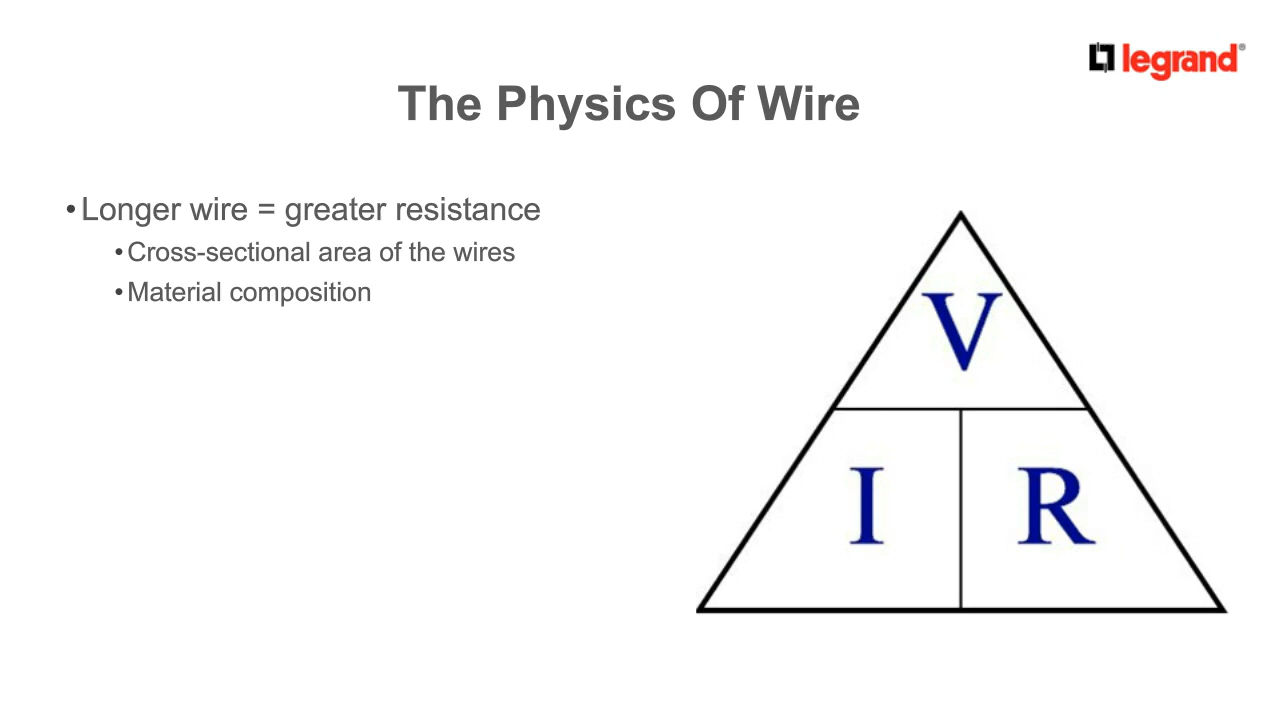 legrand®
The Physics Of Wire
•Longer wire = greater resistance
•Cross-sectional area of the wires
•Material composition
V
I R